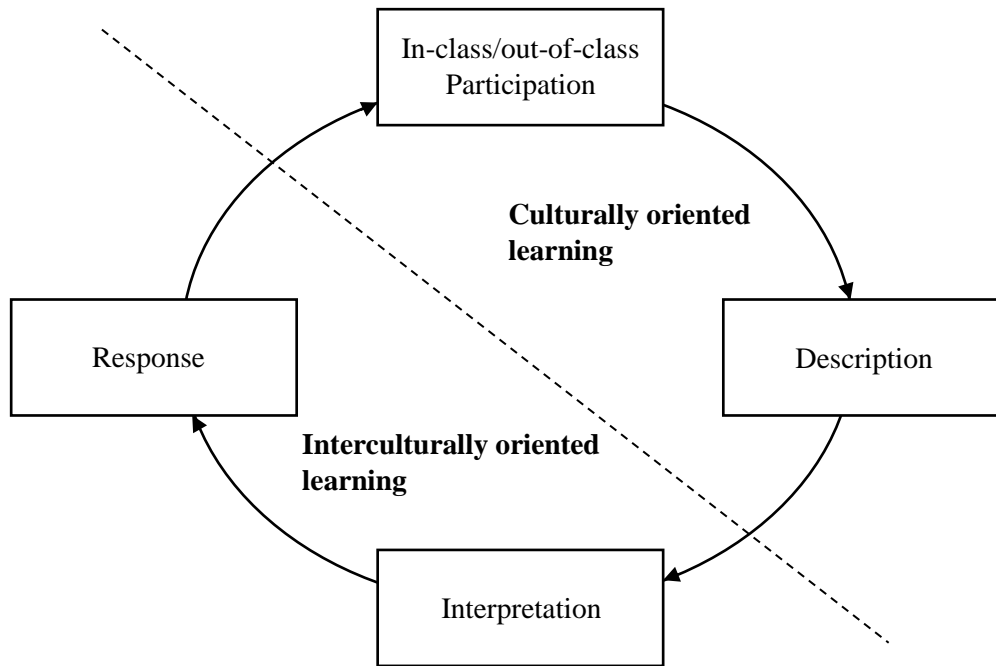 In-class/out-of-class
Participation
Culturally oriented
learning
Response
Description
Interculturally oriented
learning
Interpretation